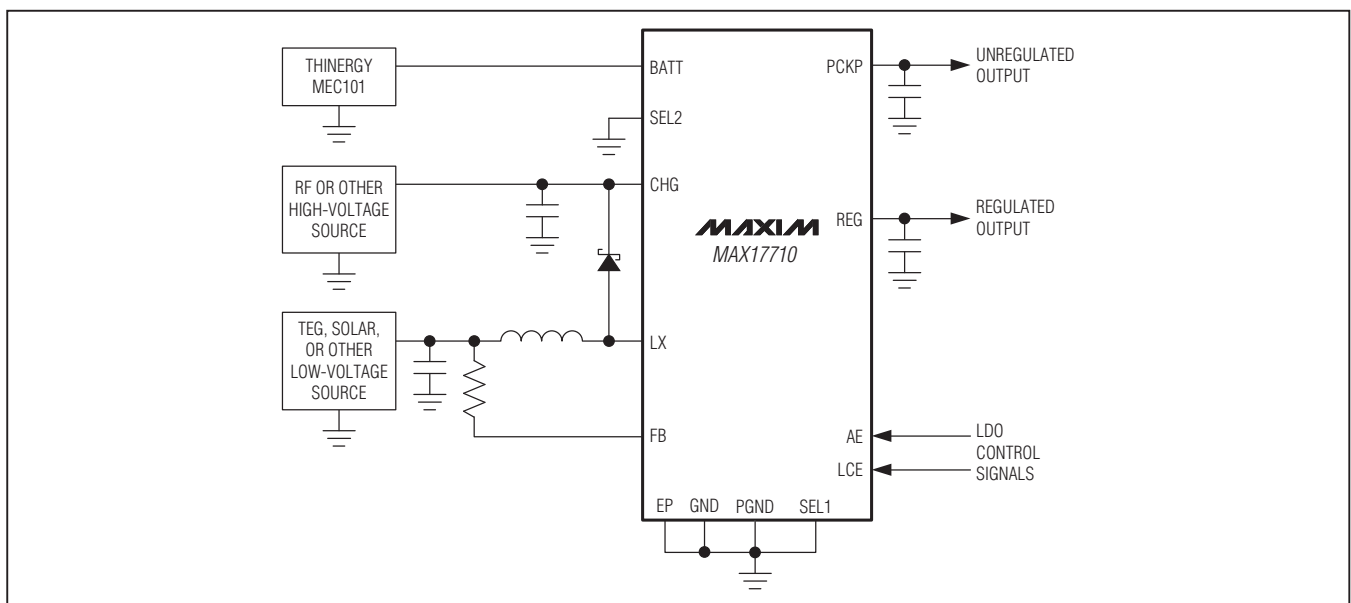 THINERGY
MEC101
RF OR OTHER
HIGH-VOLTAGE
SOURCE
TEG, SOLAR,
OR OTHER
LOW-VOLTAGE
SOURCE
BATT
SEL2
CHG
LX
FB
MAXIM
MAX17710
PCKP
REG
AE
LCE
EP GND PGND SEL1
UNREGULATED
OUTPUT
REGULATED
OUTPUT
LDO
CONTROL
SIGNALS